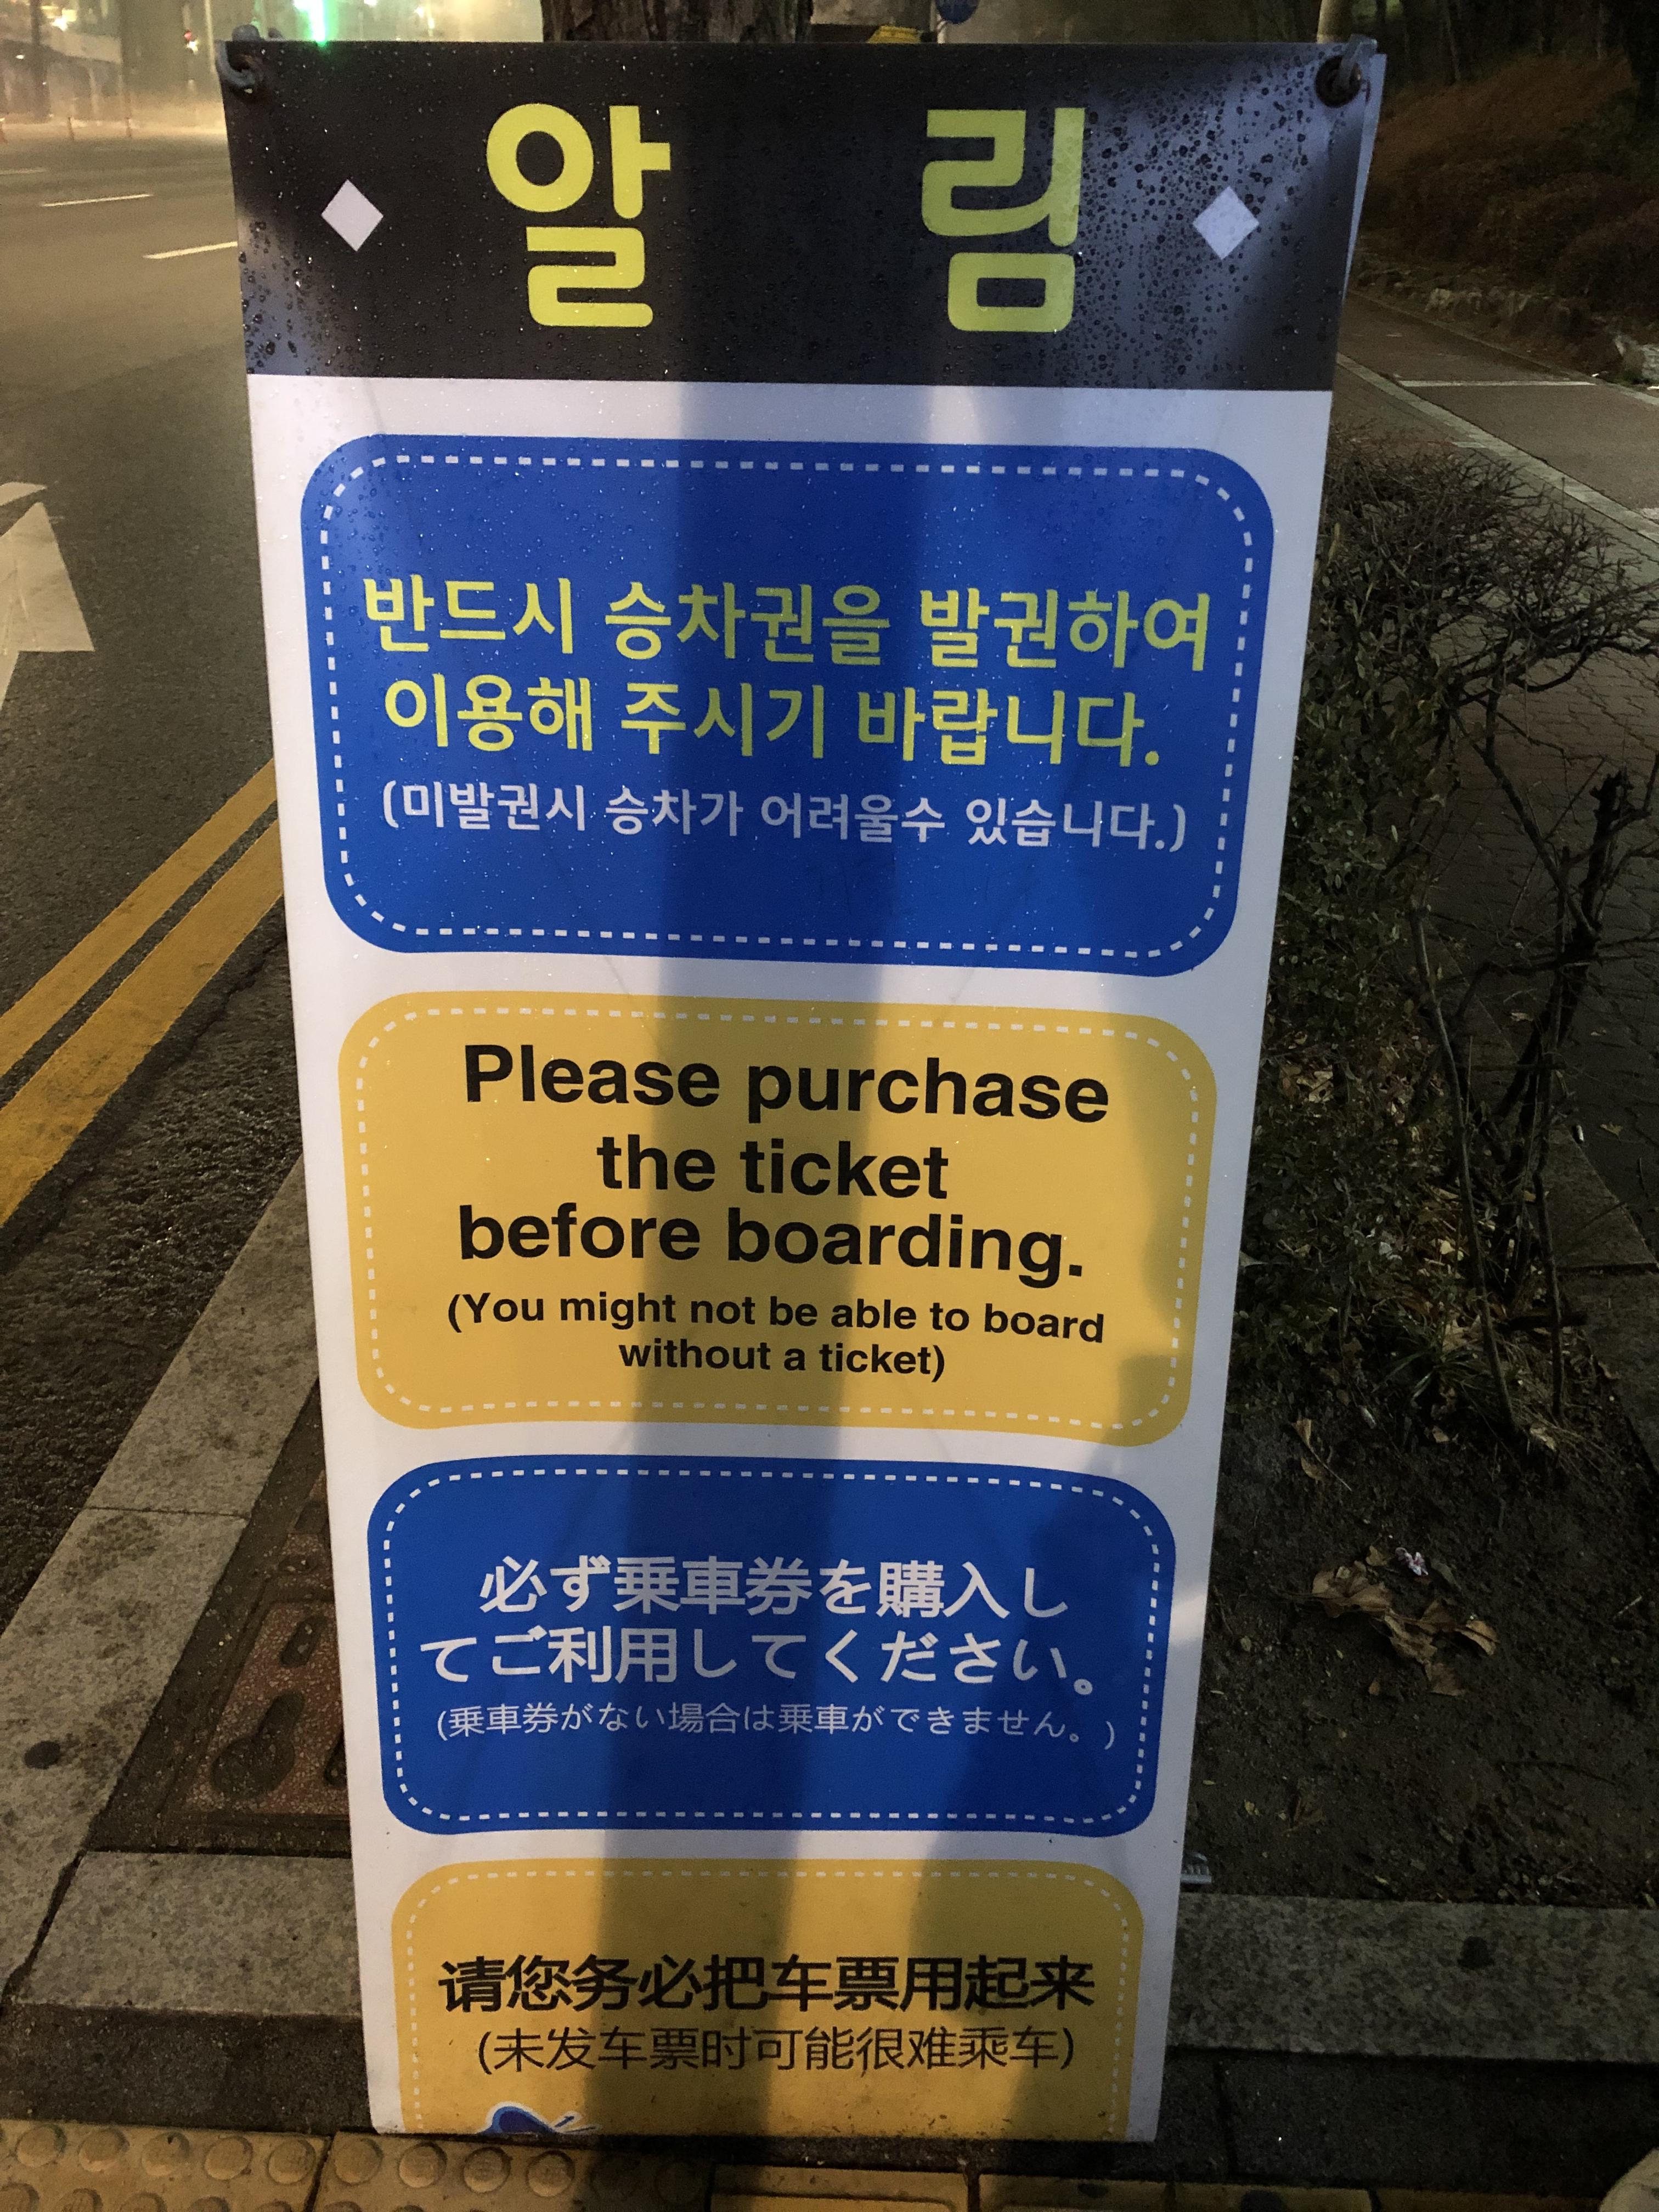 알 림
반드시 승차권을 발권하여
이용해 주시기 바랍니다.
(미발권시 승차가 어려울수 있습니다.)
Please purchase
the ticket
before boarding.
(You might not be able to board
without a ticket)
必ず乗車券を購入し
てご利用してください。
(乗車券がない場合は乗車ができません。)
请您务必把车票用起来
(未发车票时可能很难乘车)